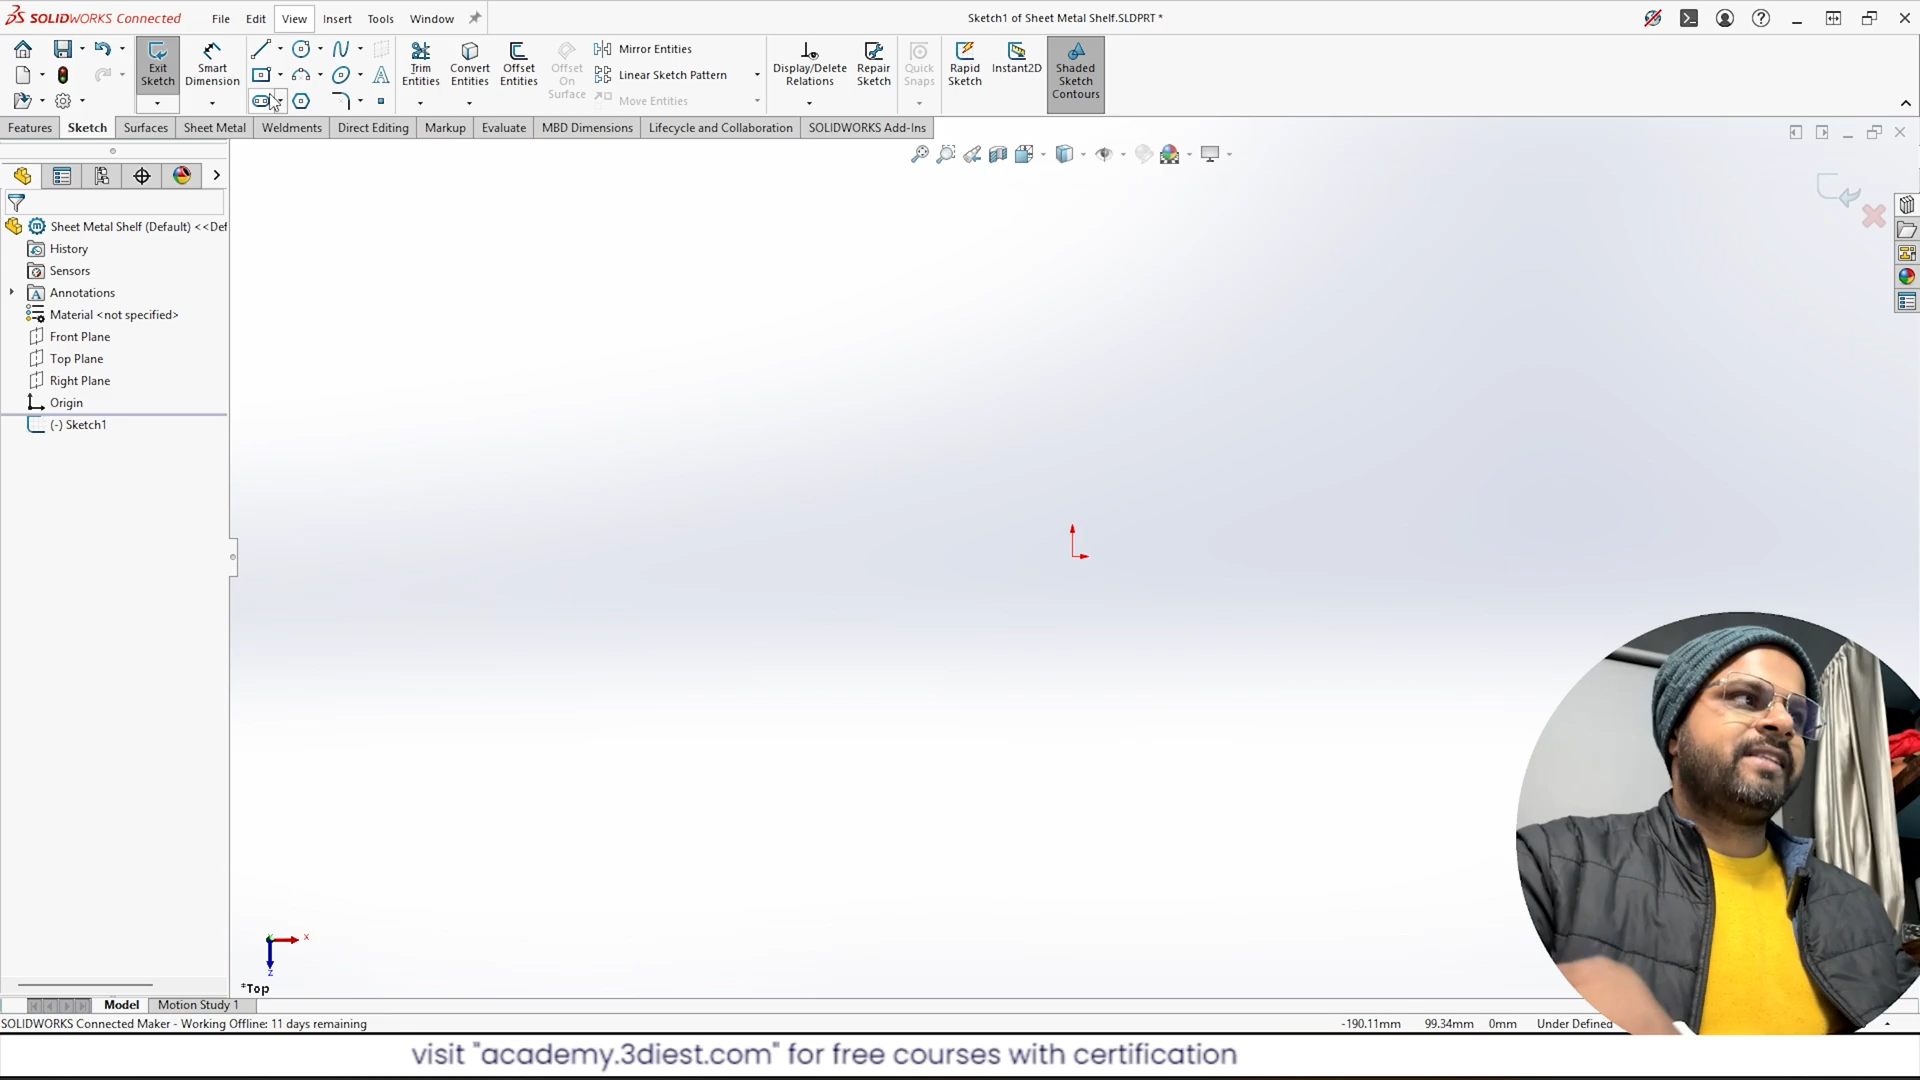 SOLIDWORKS Connected
File Edit View Insert Tools Window
Sketch1 of Sheet Metal Shelf.SLDPRT *
Exit Sketch
Smart Dimension
Trim Entities
Convert Entities
Offset Entities
Offset On Surface
Mirror Entities
Linear Sketch Pattern
Move Entities
Display/Delete Relations
Repair Sketch
Quick Snaps
Rapid Sketch
Instant2D
Shaded Sketch Contours
Features Sketch Surfaces Sheet Metal Weldments Direct Editing Markup Evaluate MBD Dimensions Lifecycle and Collaboration SOLIDWORKS Add-Ins
Sheet Metal Shelf (Default) <<Def
History
Sensors
Annotations
Material <not specified>
Front Plane
Top Plane
Right Plane
Origin
(-) Sketch1
X
Z
*Top
Model Motion Study 1
SOLIDWORKS Connected Maker - Working Offline: 11 days remaining
-190.11mm 99.34mm 0mm Under Defined
visit "academy.3diest.com" for free courses with certification